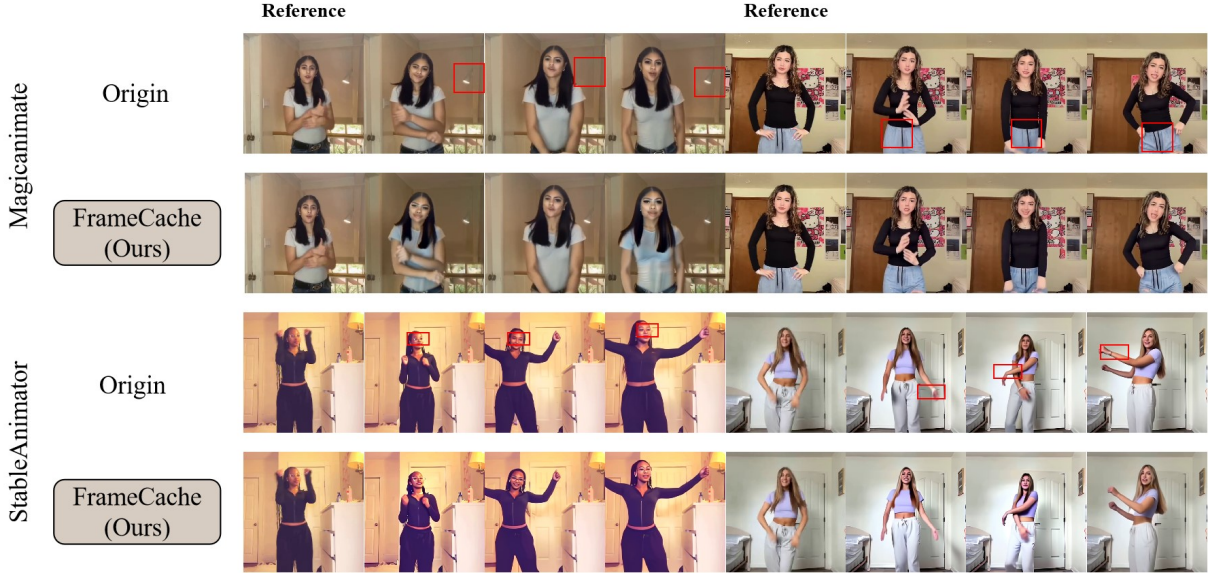 Reference
Reference
Magicanimate
Origin
FrameCache
(Ours)
StableAnimator
Origin
FrameCache
(Ours)